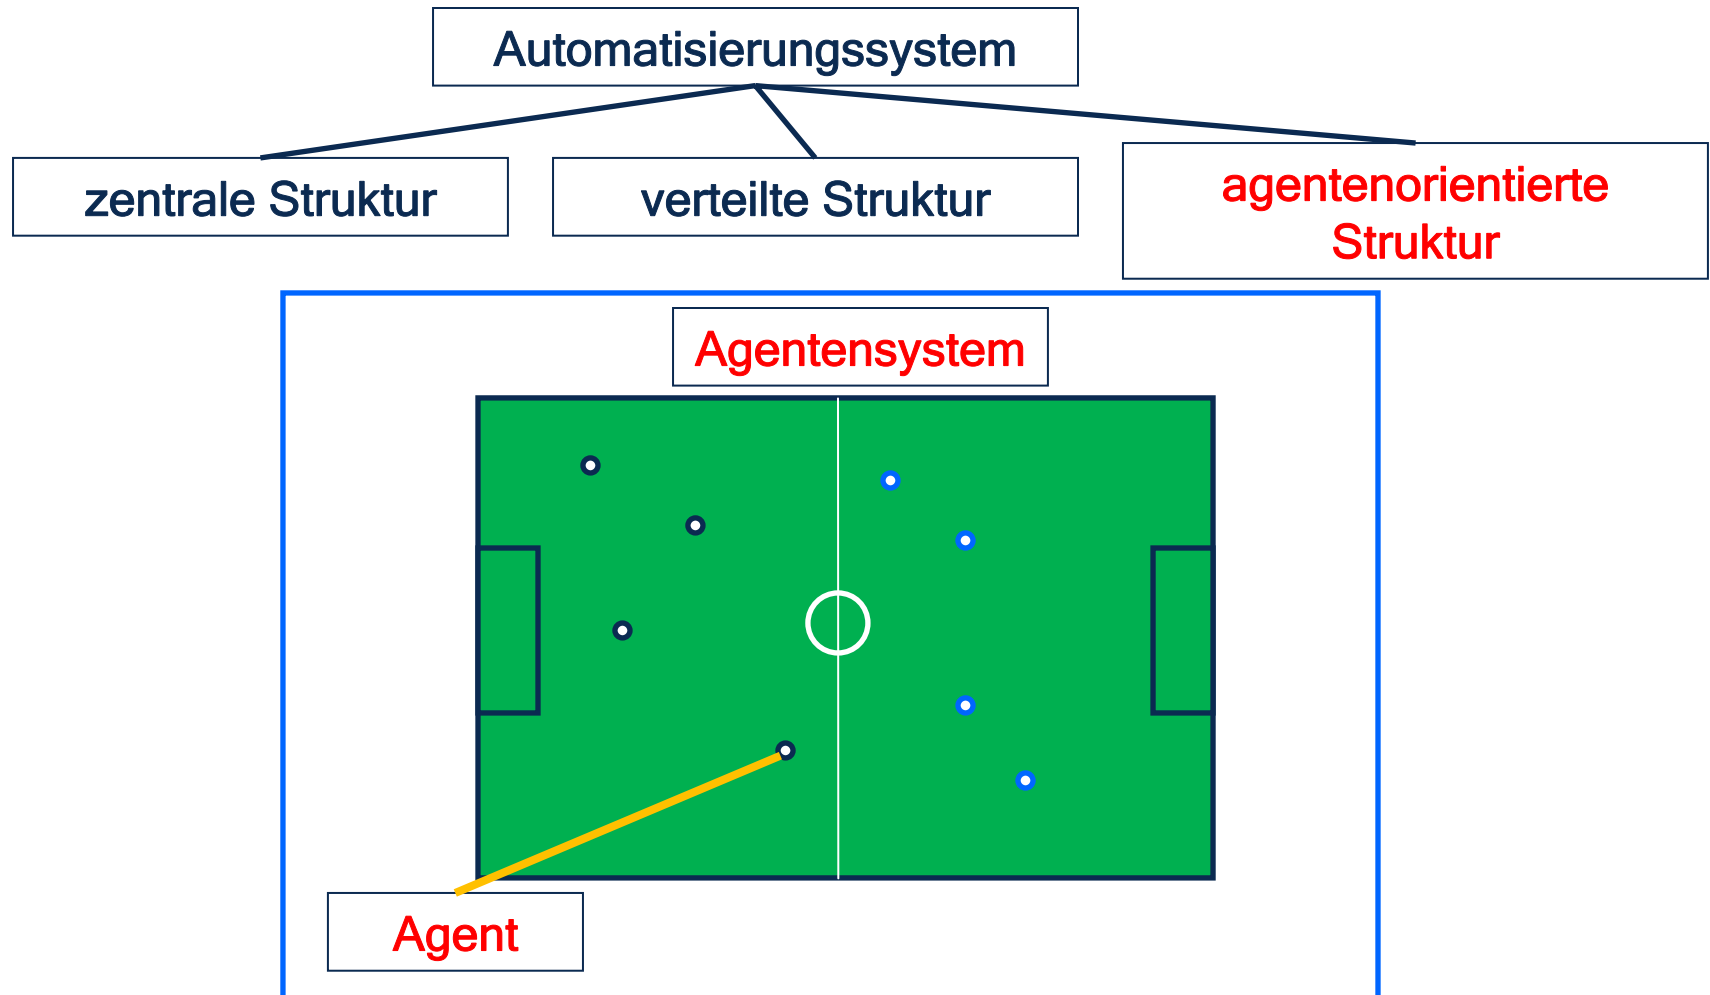 Automatisierungssystem
zentrale Struktur
verteilte Struktur
agentenorientierte
Struktur
Agentensystem
Agent